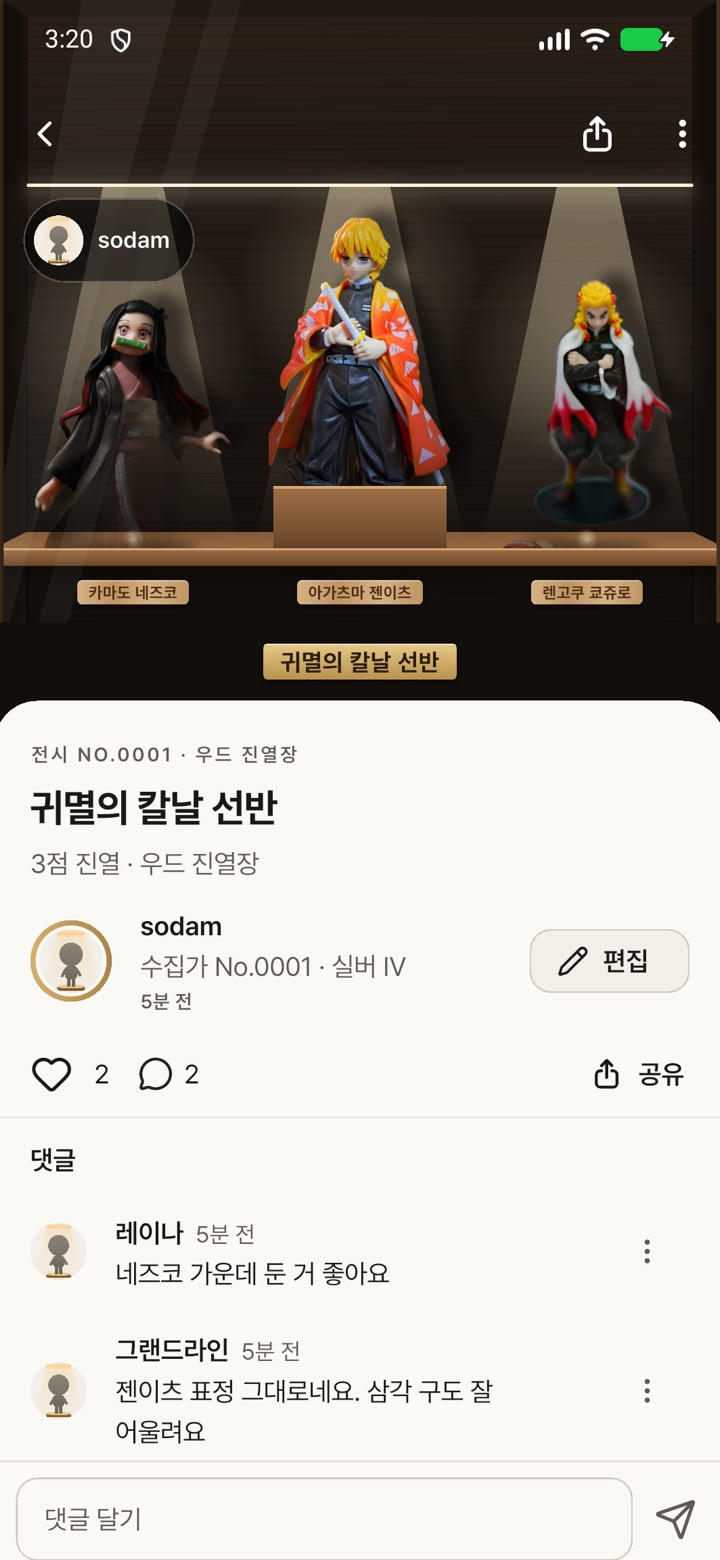 3:20
sodam
카마도 네즈코
아가츠마 젠이츠
렌고쿠 쿄쥬로
귀멸의 칼날 선반
전시 NO.0001 · 우드 진열장
귀멸의 칼날 선반
3점 진열 · 우드 진열장
sodam
수집가 No.0001 · 실버 IV
5분 전
편집
2
2
공유
댓글
레이나 5분 전
네즈코 가운데 둔 거 좋아요
그랜드라인 5분 전
젠이츠 표정 그대로네요. 삼각 구도 잘
어울려요
댓글 달기